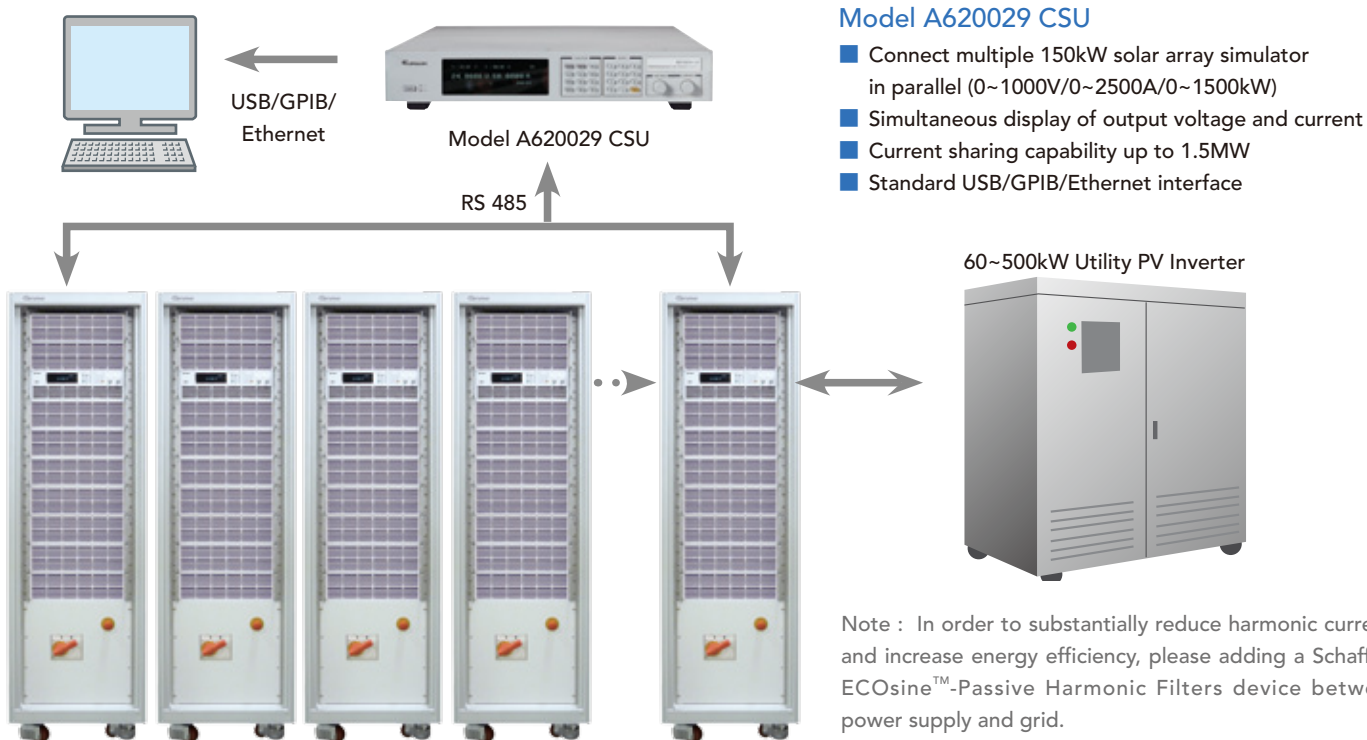 USB/GPIB/
Ethernet
Model A620029 CSU
RS 485
Model A620029 CSU
Connect multiple 150kW solar array simulator
in parallel (0~1000V/0~2500A/0~1500kW)
Simultaneous display of output voltage and current
Current sharing capability up to 1.5MW
Standard USB/GPIB/Ethernet interface
60~500kW Utility PV Inverter
Note : In order to substantially reduce harmonic
and increase energy efficiency, please adding a
ECOsine™-Passive Harmonic Filters device
power supply and grid.